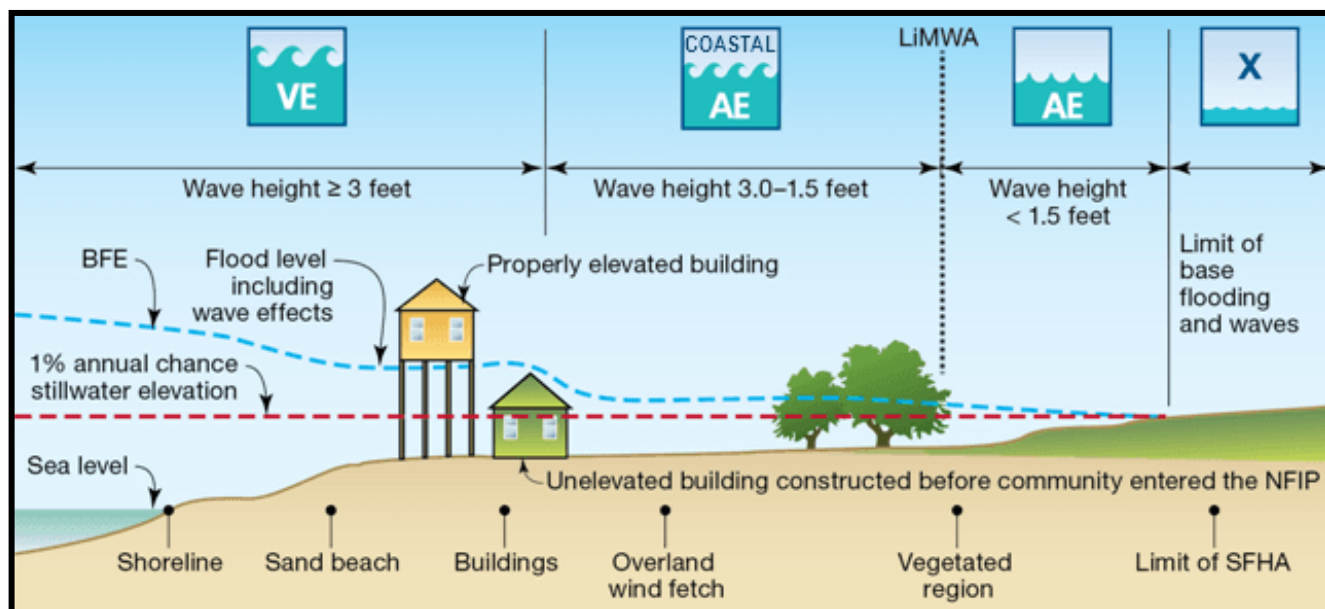 VE
COASTAL
AE
LiMWA
AE
X
Wave height ≥ 3 feet
Wave height 3.0–1.5 feet
Wave height
< 1.5 feet
Limit of
base
flooding
and waves
BFE
Flood level
including
wave effects
Properly elevated building
1% annual chance
stillwater elevation
Sea level
Unelevated building constructed before community entered the NFIP
Shoreline
Sand beach
Buildings
Overland
wind fetch
Vegetated
region
Limit of SFHA